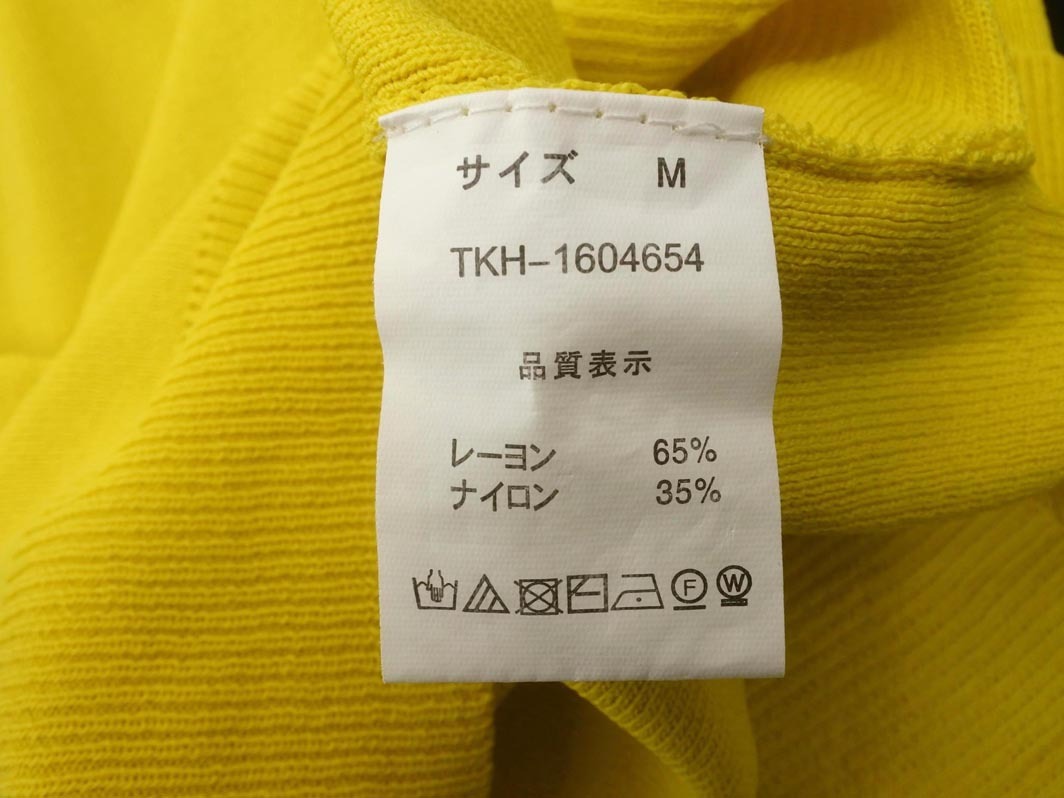 サイズ M
TKH-1604654
品質表示
レーヨン 65%
ナイロン 35%
F W